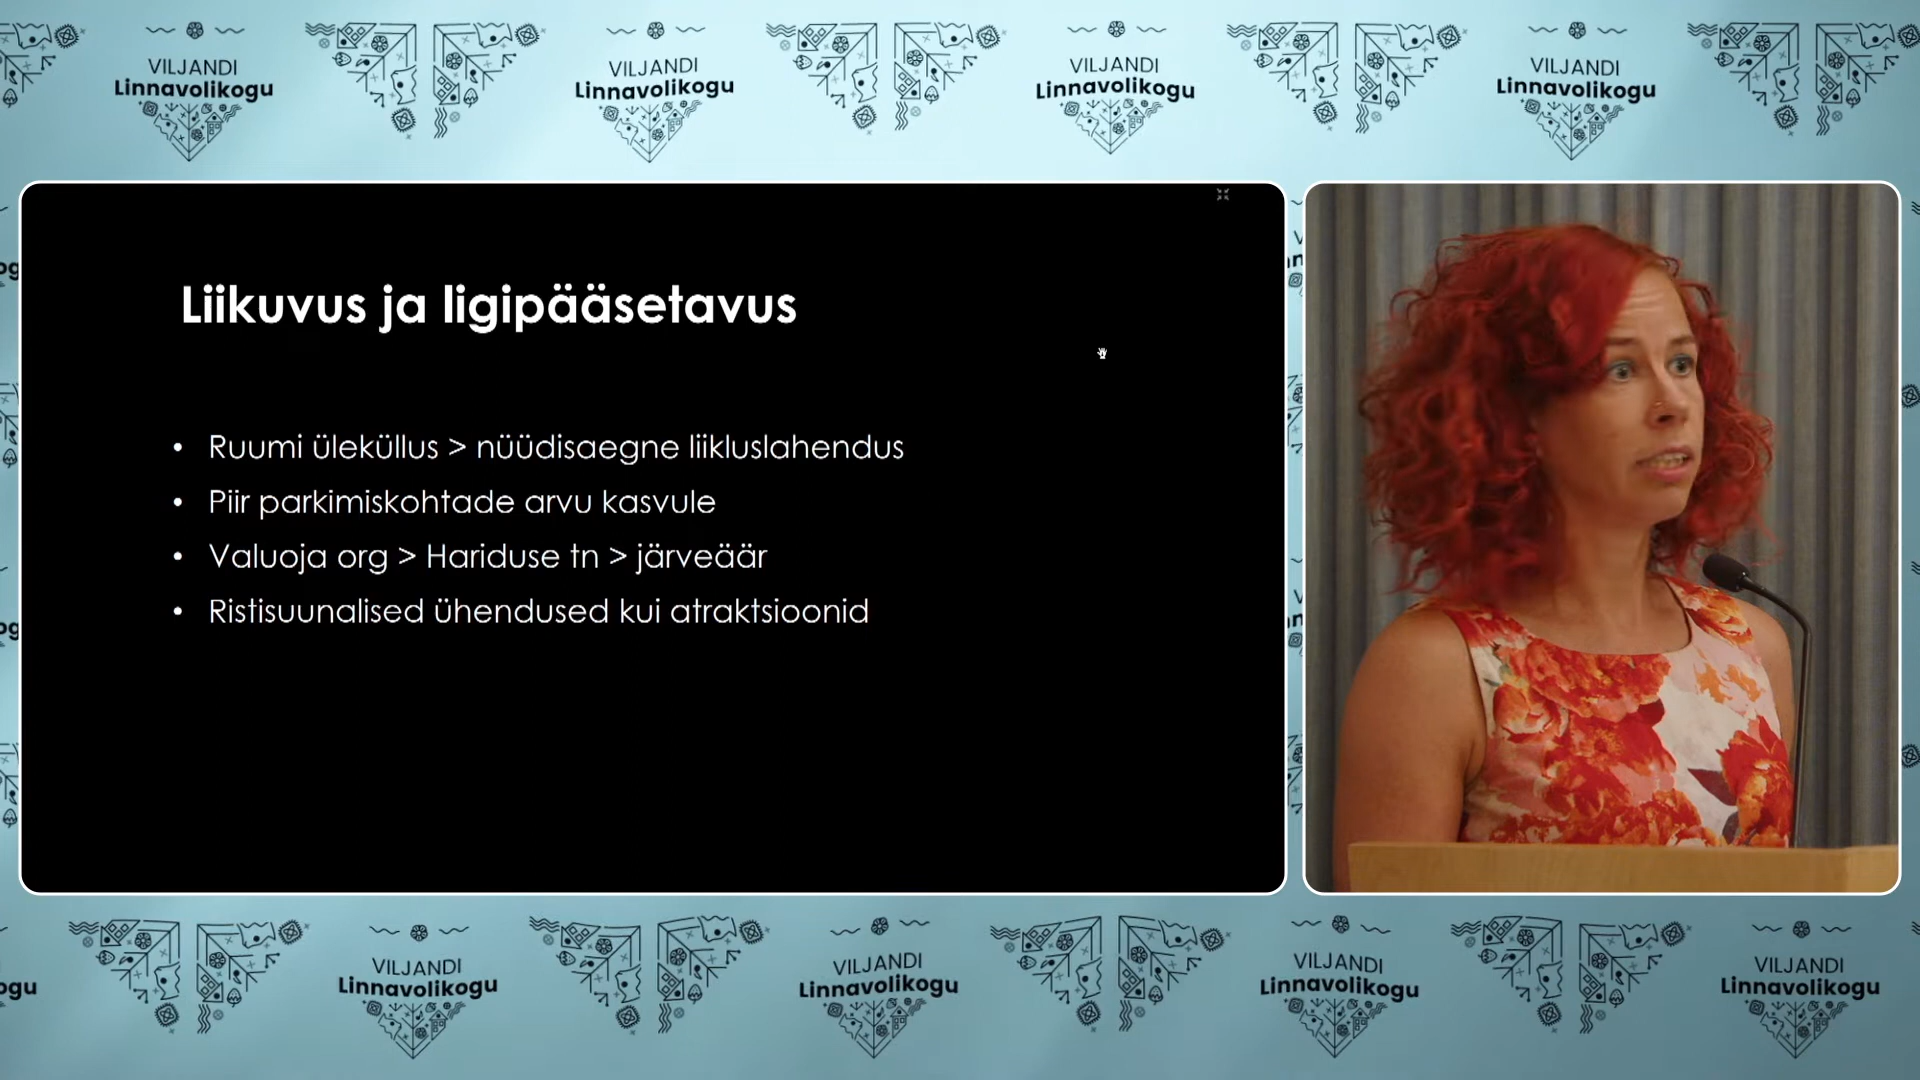 VILJANDI
Linnavolikogu
VILJANDI
Linnavolikogu
VILJANDI
Linnavolikogu
VILJANDI
Linnavolikogu
Liikuvus ja ligipääsetavus
• Ruumi üleküllus > nüüdisaegne liikluslahendus
• Piir parkimiskohtade arvu kasvule
• Valuoja org > Hariduse tn > järveäär
• Ristisuunalised ühendused kui atraktsioonid
VILJANDI
Linnavolikogu
VILJANDI
Linnavolikogu
VILJANDI
Linnavolikogu
VILJANDI
Linnavolikogu